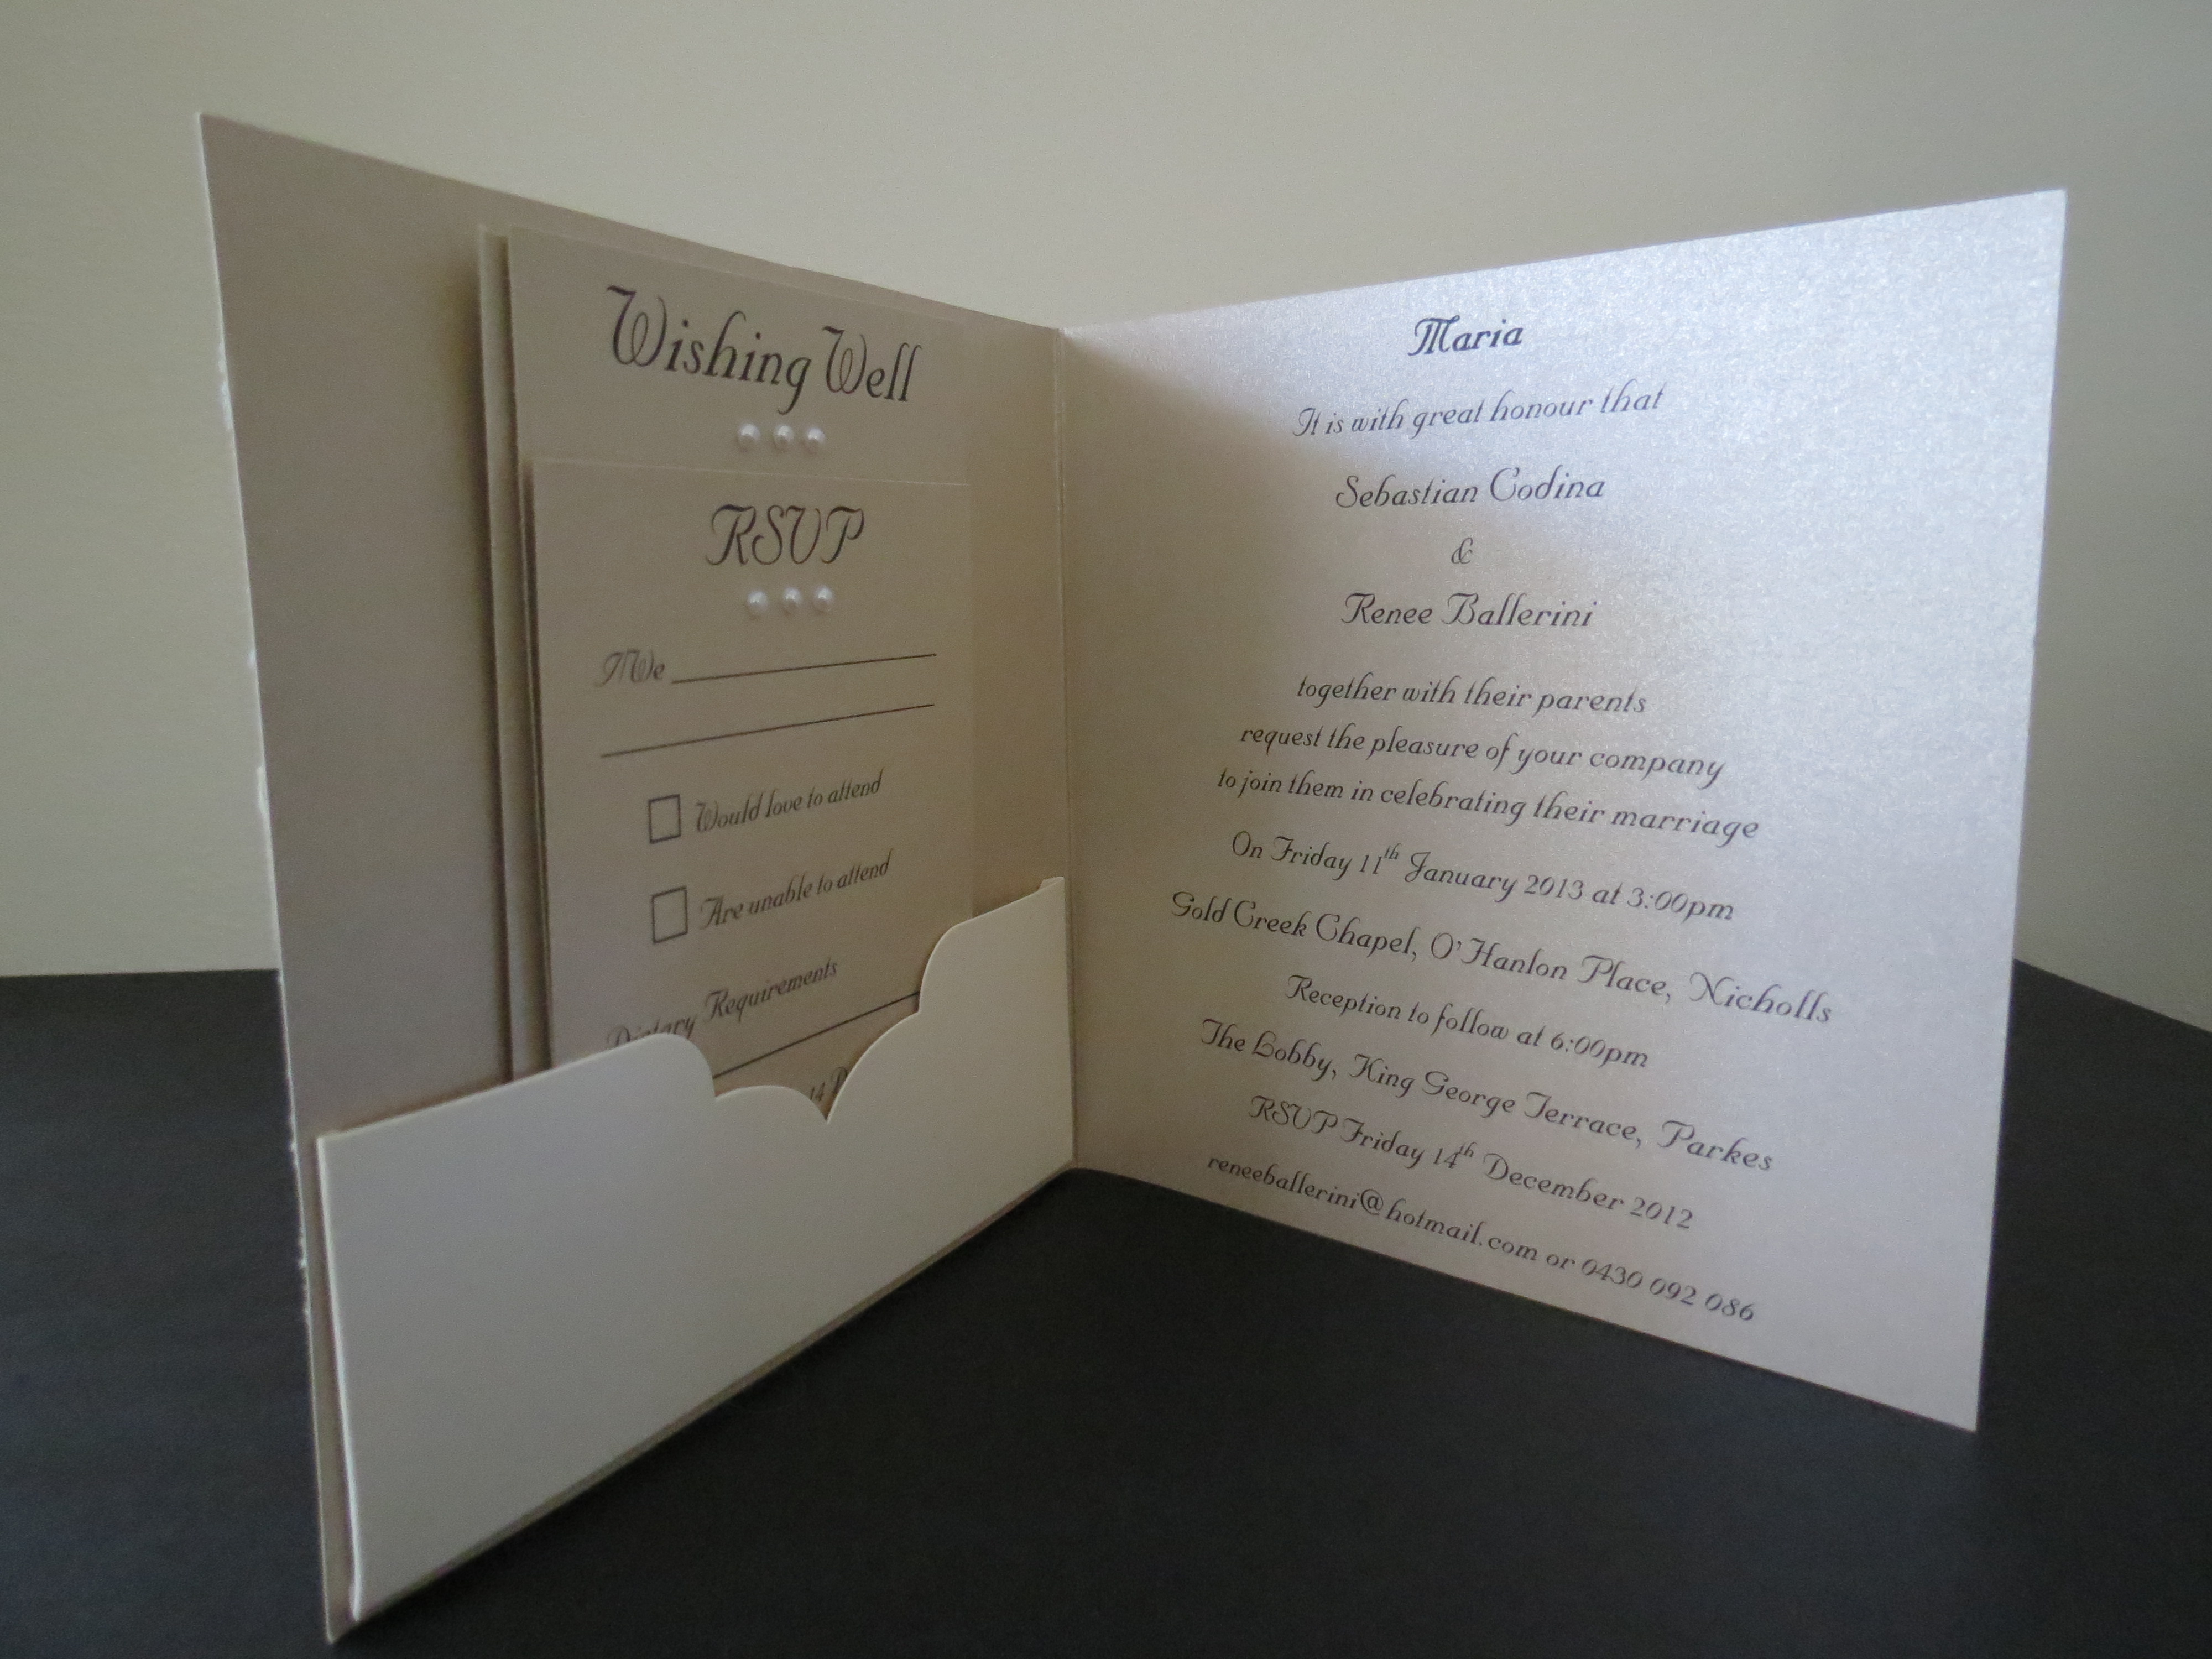 Wishing Well
RSVP
I/We
Would love to attend
Are unable to attend
Dietary Requirements
14
Maria
It is with great honour that
Sebastian Codina
&
Renee Ballerini
together with their parents
request the pleasure of your company
to join them in celebrating their marriage
On Friday 11th January 2013 at 3:00pm
Gold Creek Chapel, O'Hanlon Place, Nicholls
Reception to follow at 6:00pm
The Lobby, King George Terrace, Parkes
RSVP Friday 14th December 2012
reneeballerini@hotmail.com or 0430 092 086